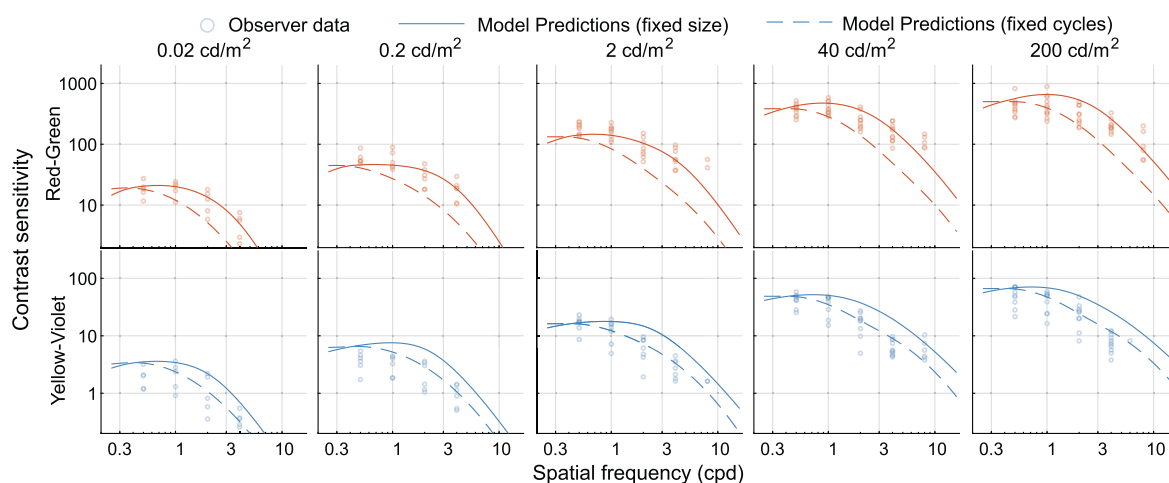 Observer data Model Predictions (fixed size) Model Predictions (fixed cycles)
0.02 cd/m² 0.2 cd/m² 2 cd/m² 40 cd/m² 200 cd/m²
Contrast sensitivity
Red-Green
1000
100
10
Yellow-Violet
100
10
1
0.3 1 3 10 0.3 1 3 10 0.3 1 3 10 0.3 1 3 10 0.3 1 3 10
Spatial frequency (cpd)